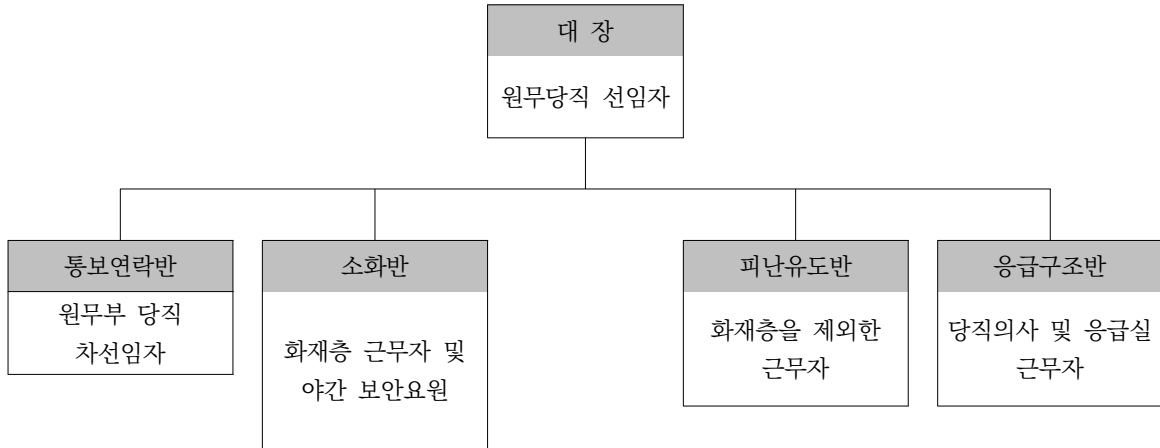 대 장
원무당직 선임자
통보연락반
원무부 당직
차선임자
소화반
화재층 근무자 및
야간 보안요원
피난유도반
화재층을 제외한
근무자
응급구조반
당직의사 및 응급실
근무자